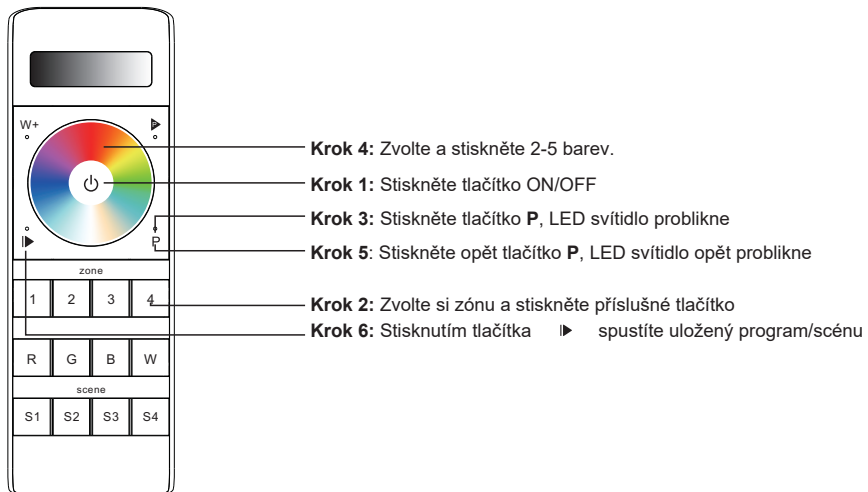 W+
Krok 4: Zvolte a stiskněte 2-5 barev.
Krok 1: Stiskněte tlačítko ON/OFF
Krok 3: Stiskněte tlačítko P, LED svítidlo problikne
P
Krok 5: Stiskněte opět tlačítko P, LED svítidlo opět problikne
zone
1 2 3 4
Krok 2: Zvolte si zónu a stiskněte příslušné tlačítko
Krok 6: Stisknutím tlačítka spustíte uložený program/scénu
R G B W
scene
S1 S2 S3 S4